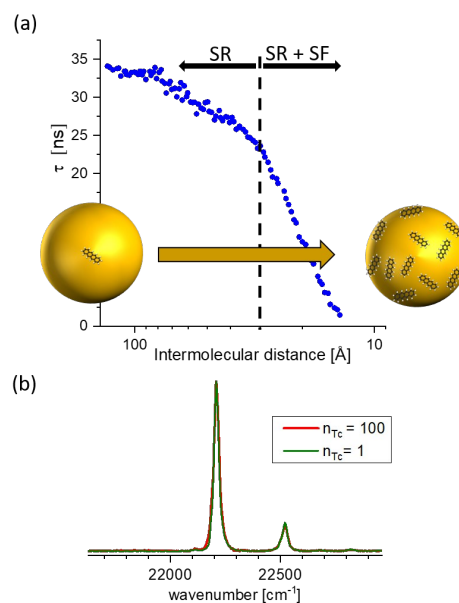 (a)
SR
SR + SF
35
30
25
20
15
10
5
0
τ [ns]
100
10
Intermolecular distance [Å]
(b)
n_Tc = 100
n_Tc = 1
22000
22500
wavenumber [cm⁻¹]